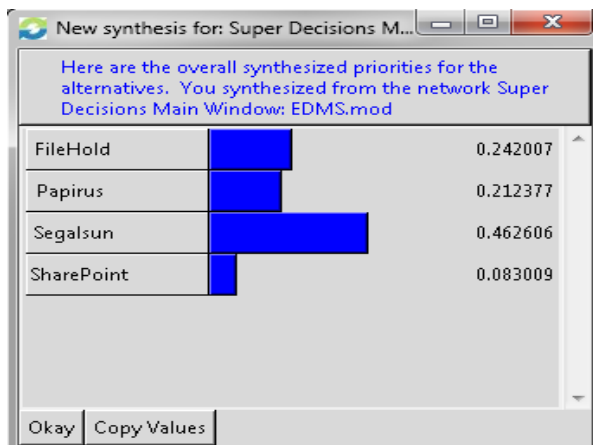 New synthesis for: Super Decisions M...
Here are the overall synthesized priorities for the
alternatives. You synthesized from the network Super
Decisions Main Window: EDMS.mod
FileHold 0.242007
Papirus 0.212377
Segalsun 0.462606
SharePoint 0.083009
Okay Copy Values